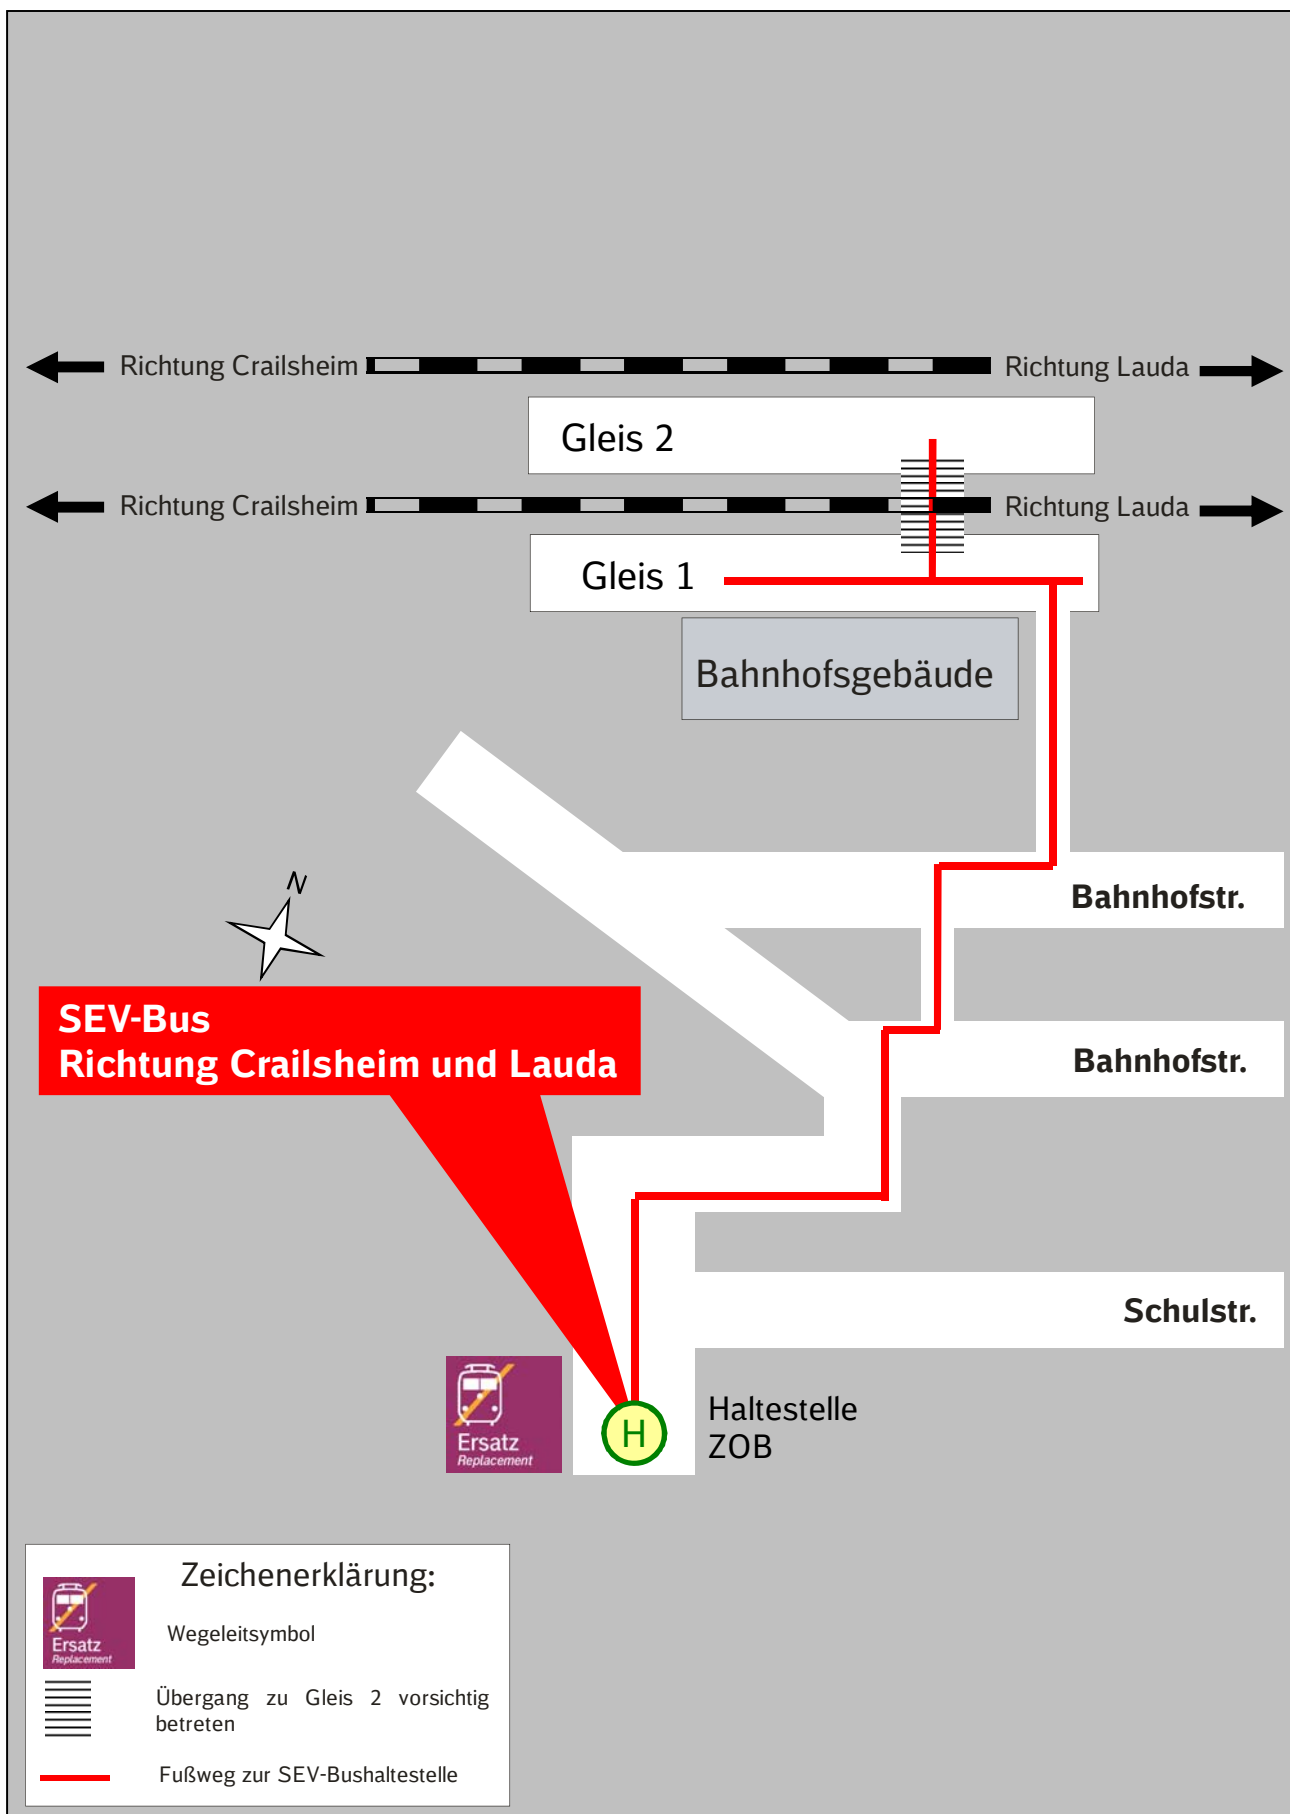 Richtung Crailsheim
Richtung Lauda
Gleis 2
Richtung Crailsheim
Richtung Lauda
Gleis 1
Bahnhofsgebäude
Bahnhofstr.
N
SEV-Bus
Richtung Crailsheim und Lauda
Bahnhofstr.
Schulstr.
Ersatz
Replacement
H
Haltestelle
ZOB
Zeichenerklärung:
Ersatz
Replacement
Wegeleitsymbol
Übergang zu Gleis 2 vorsichtig
betreten
Fußweg zur SEV-Bushaltestelle